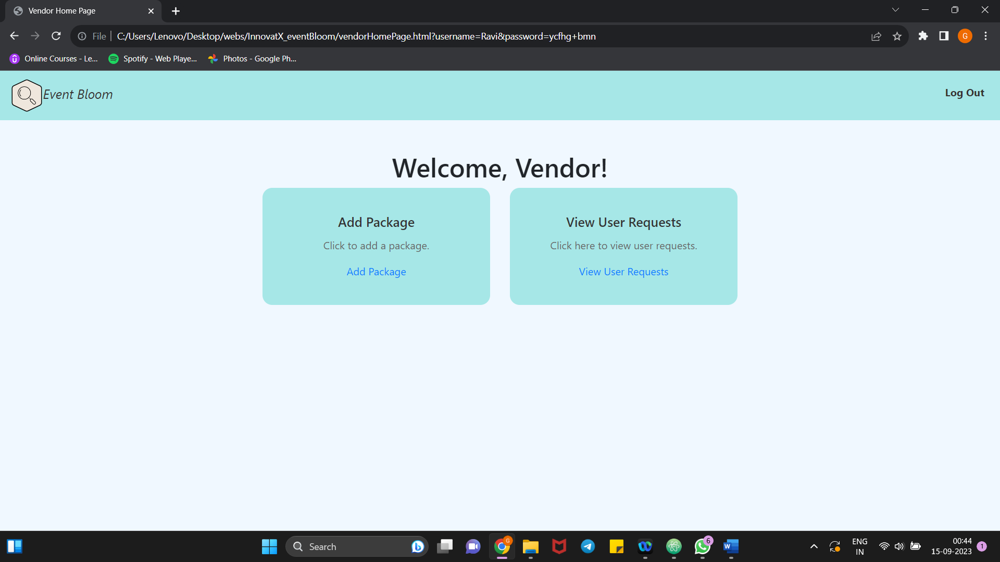 Vendor Home Page
File
C:/Users/Lenovo/Desktop/webs/InnovatX_eventBloom/vendorHomePage.html?username=Ravi&password=ycfhg+bmn
G
Online Courses - Le...
Spotify - Web Playe...
Photos - Google Ph...
Event Bloom
Log Out
Welcome, Vendor!
Add Package
Click to add a package.
Add Package
View User Requests
Click here to view user requests.
View User Requests
Search
G
6
W
ENG
IN
00:44
15-09-2023
1